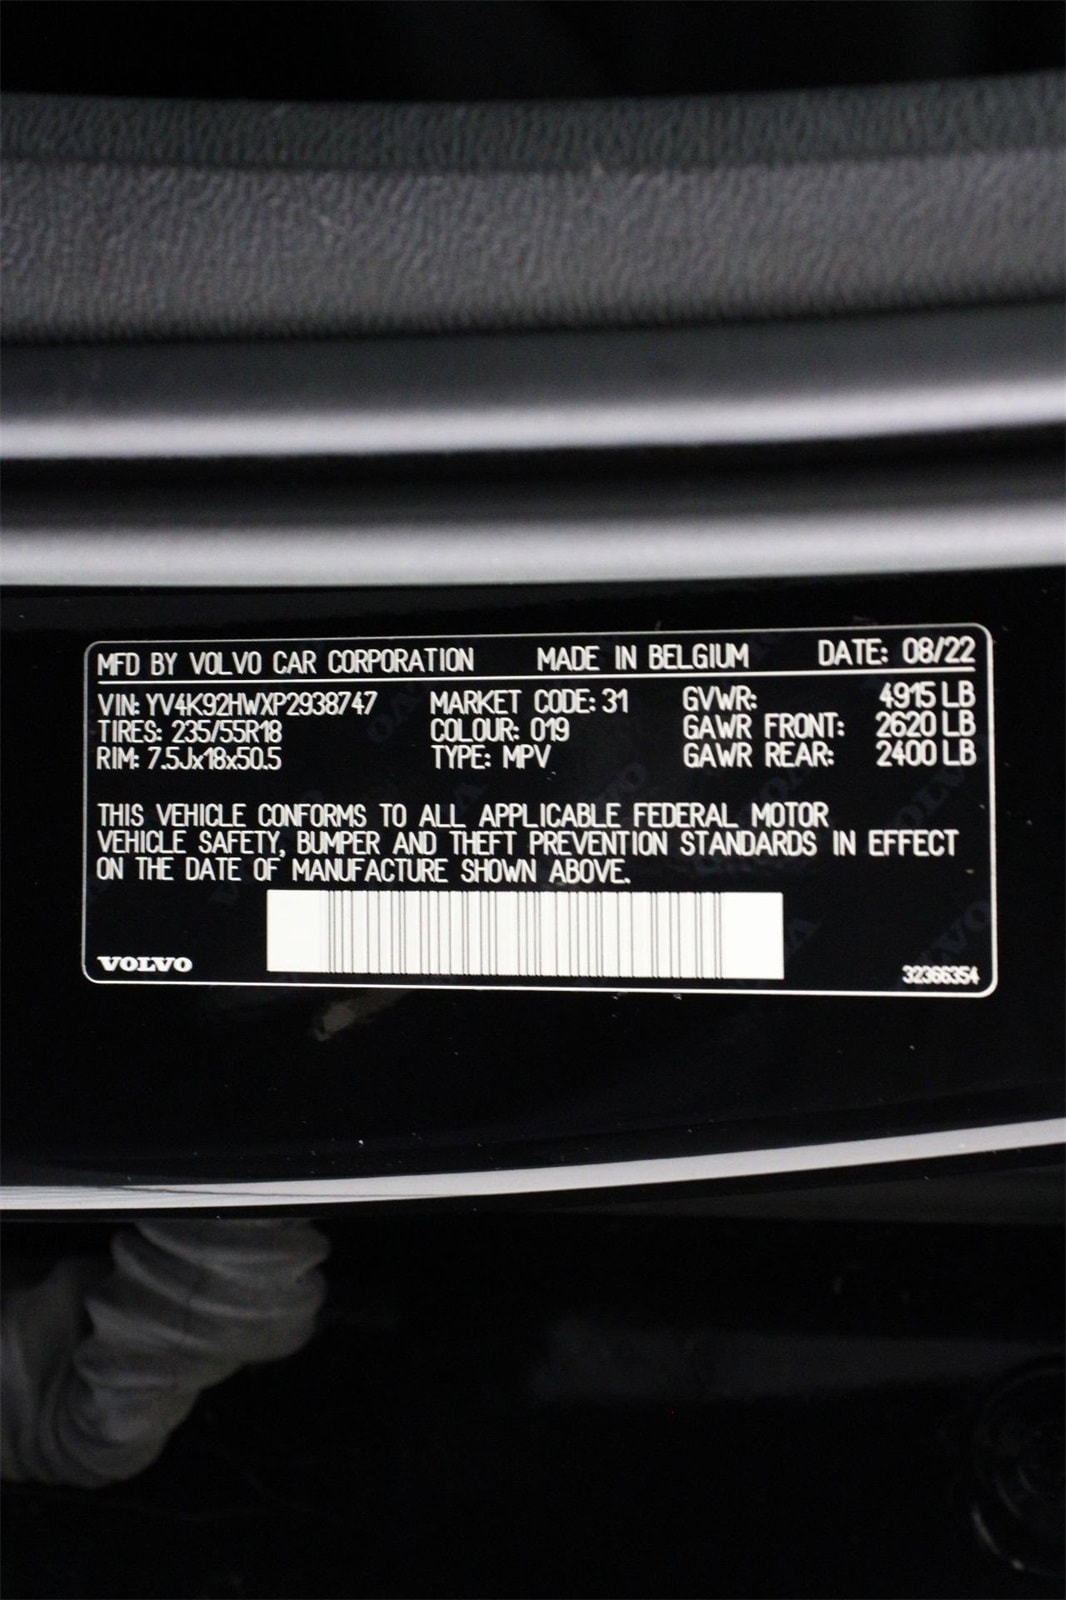 MFD BY VOLVO CAR CORPORATION MADE IN BELGIUM DATE: 08/22
VIN: YV4K92HWXP2938747 MARKET CODE: 31 GVWR: 4915 LB
TIRES: 235/55R18 COLOUR: 019 GAWR FRONT: 2620 LB
RIM: 7.5Jx18x50.5 TYPE: MPV GAWR REAR: 2400 LB
THIS VEHICLE CONFORMS TO ALL APPLICABLE FEDERAL MOTOR
VEHICLE SAFETY, BUMPER AND THEFT PREVENTION STANDARDS IN EFFECT
ON THE DATE OF MANUFACTURE SHOWN ABOVE.
VOLVO 32366354